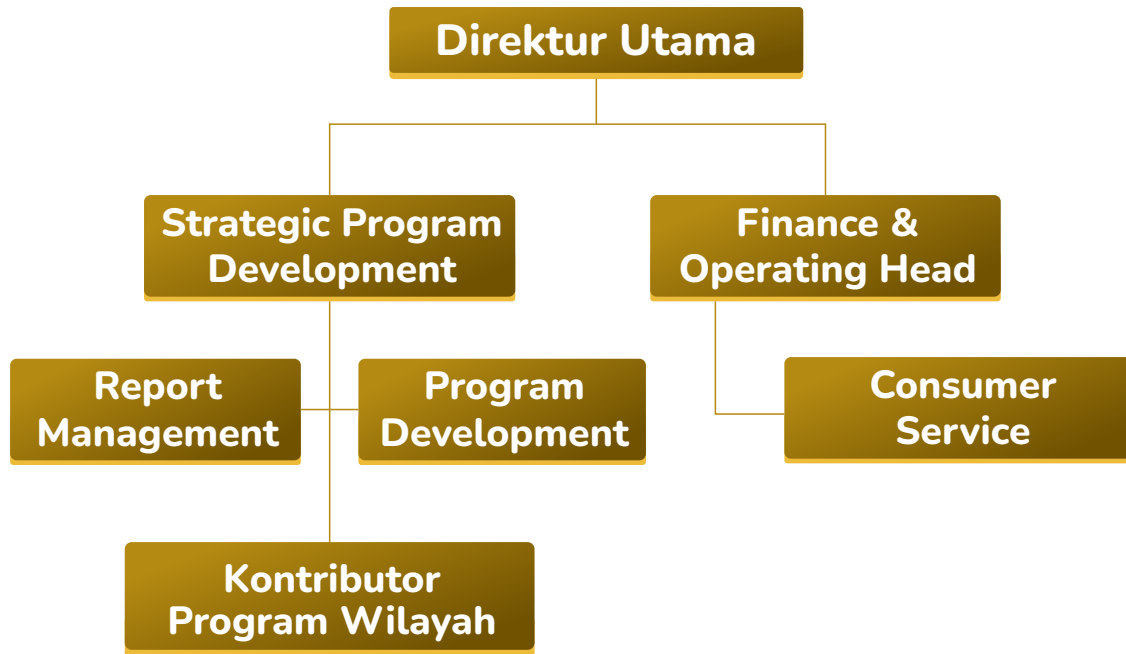 Direktur Utama
Strategic Program
Development
Finance &
Operating Head
Report
Management
Program
Development
Consumer
Service
Kontributor
Program Wilayah